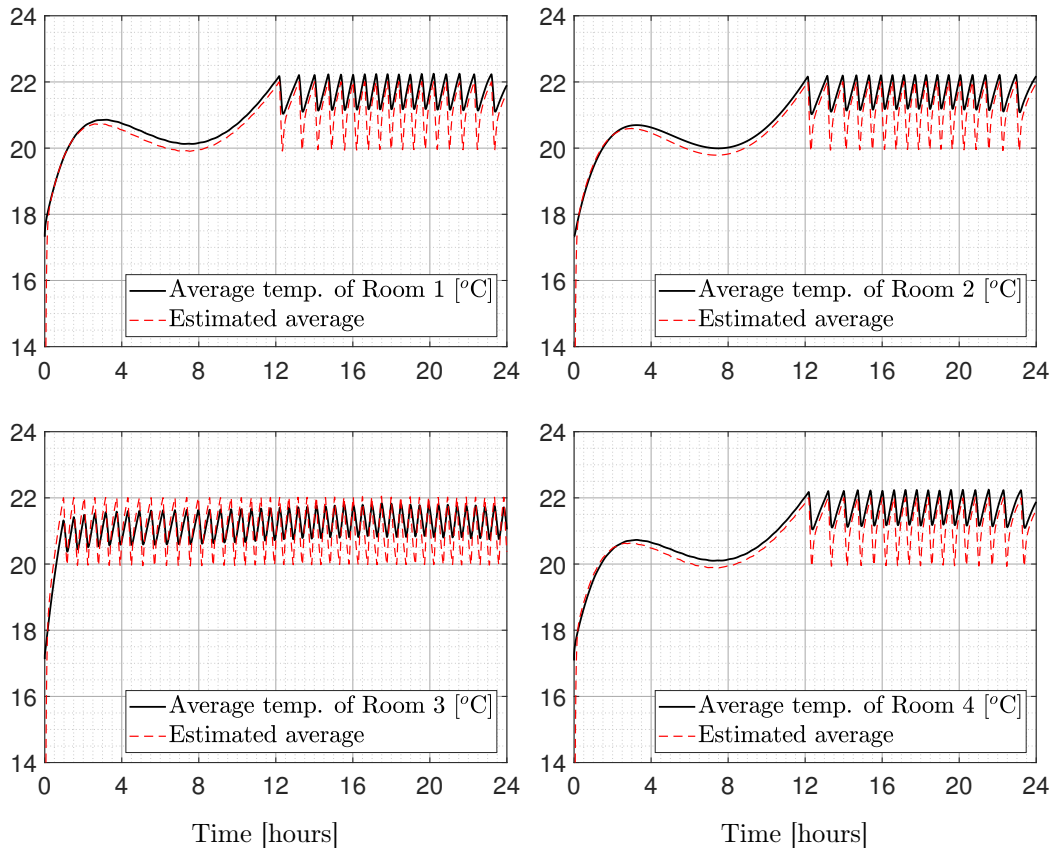 24
22
20
18
16
14
0 4 8 12 16 20 24
Average temp. of Room 1 [°C]
Estimated average
24
22
20
18
16
14
0 4 8 12 16 20 24
Average temp. of Room 2 [°C]
Estimated average
24
22
20
18
16
14
0 4 8 12 16 20 24
Average temp. of Room 3 [°C]
Estimated average
Time [hours]
24
22
20
18
16
14
0 4 8 12 16 20 24
Average temp. of Room 4 [°C]
Estimated average
Time [hours]